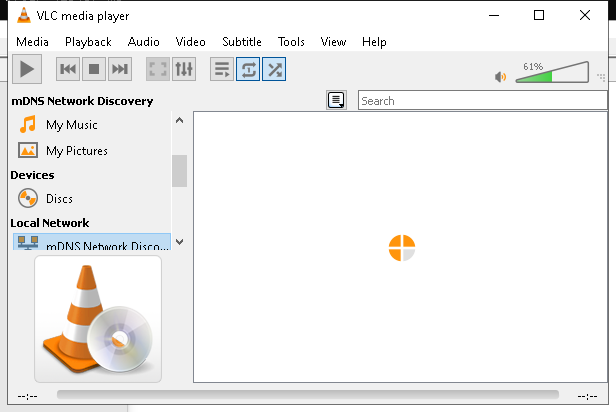 VLC media player
Media Playback Audio Video Subtitle Tools View Help
61%
mDNS Network Discovery
Search
My Music
My Pictures
Devices
Discs
Local Network
mDNS Network Disco...
--:-- --:--